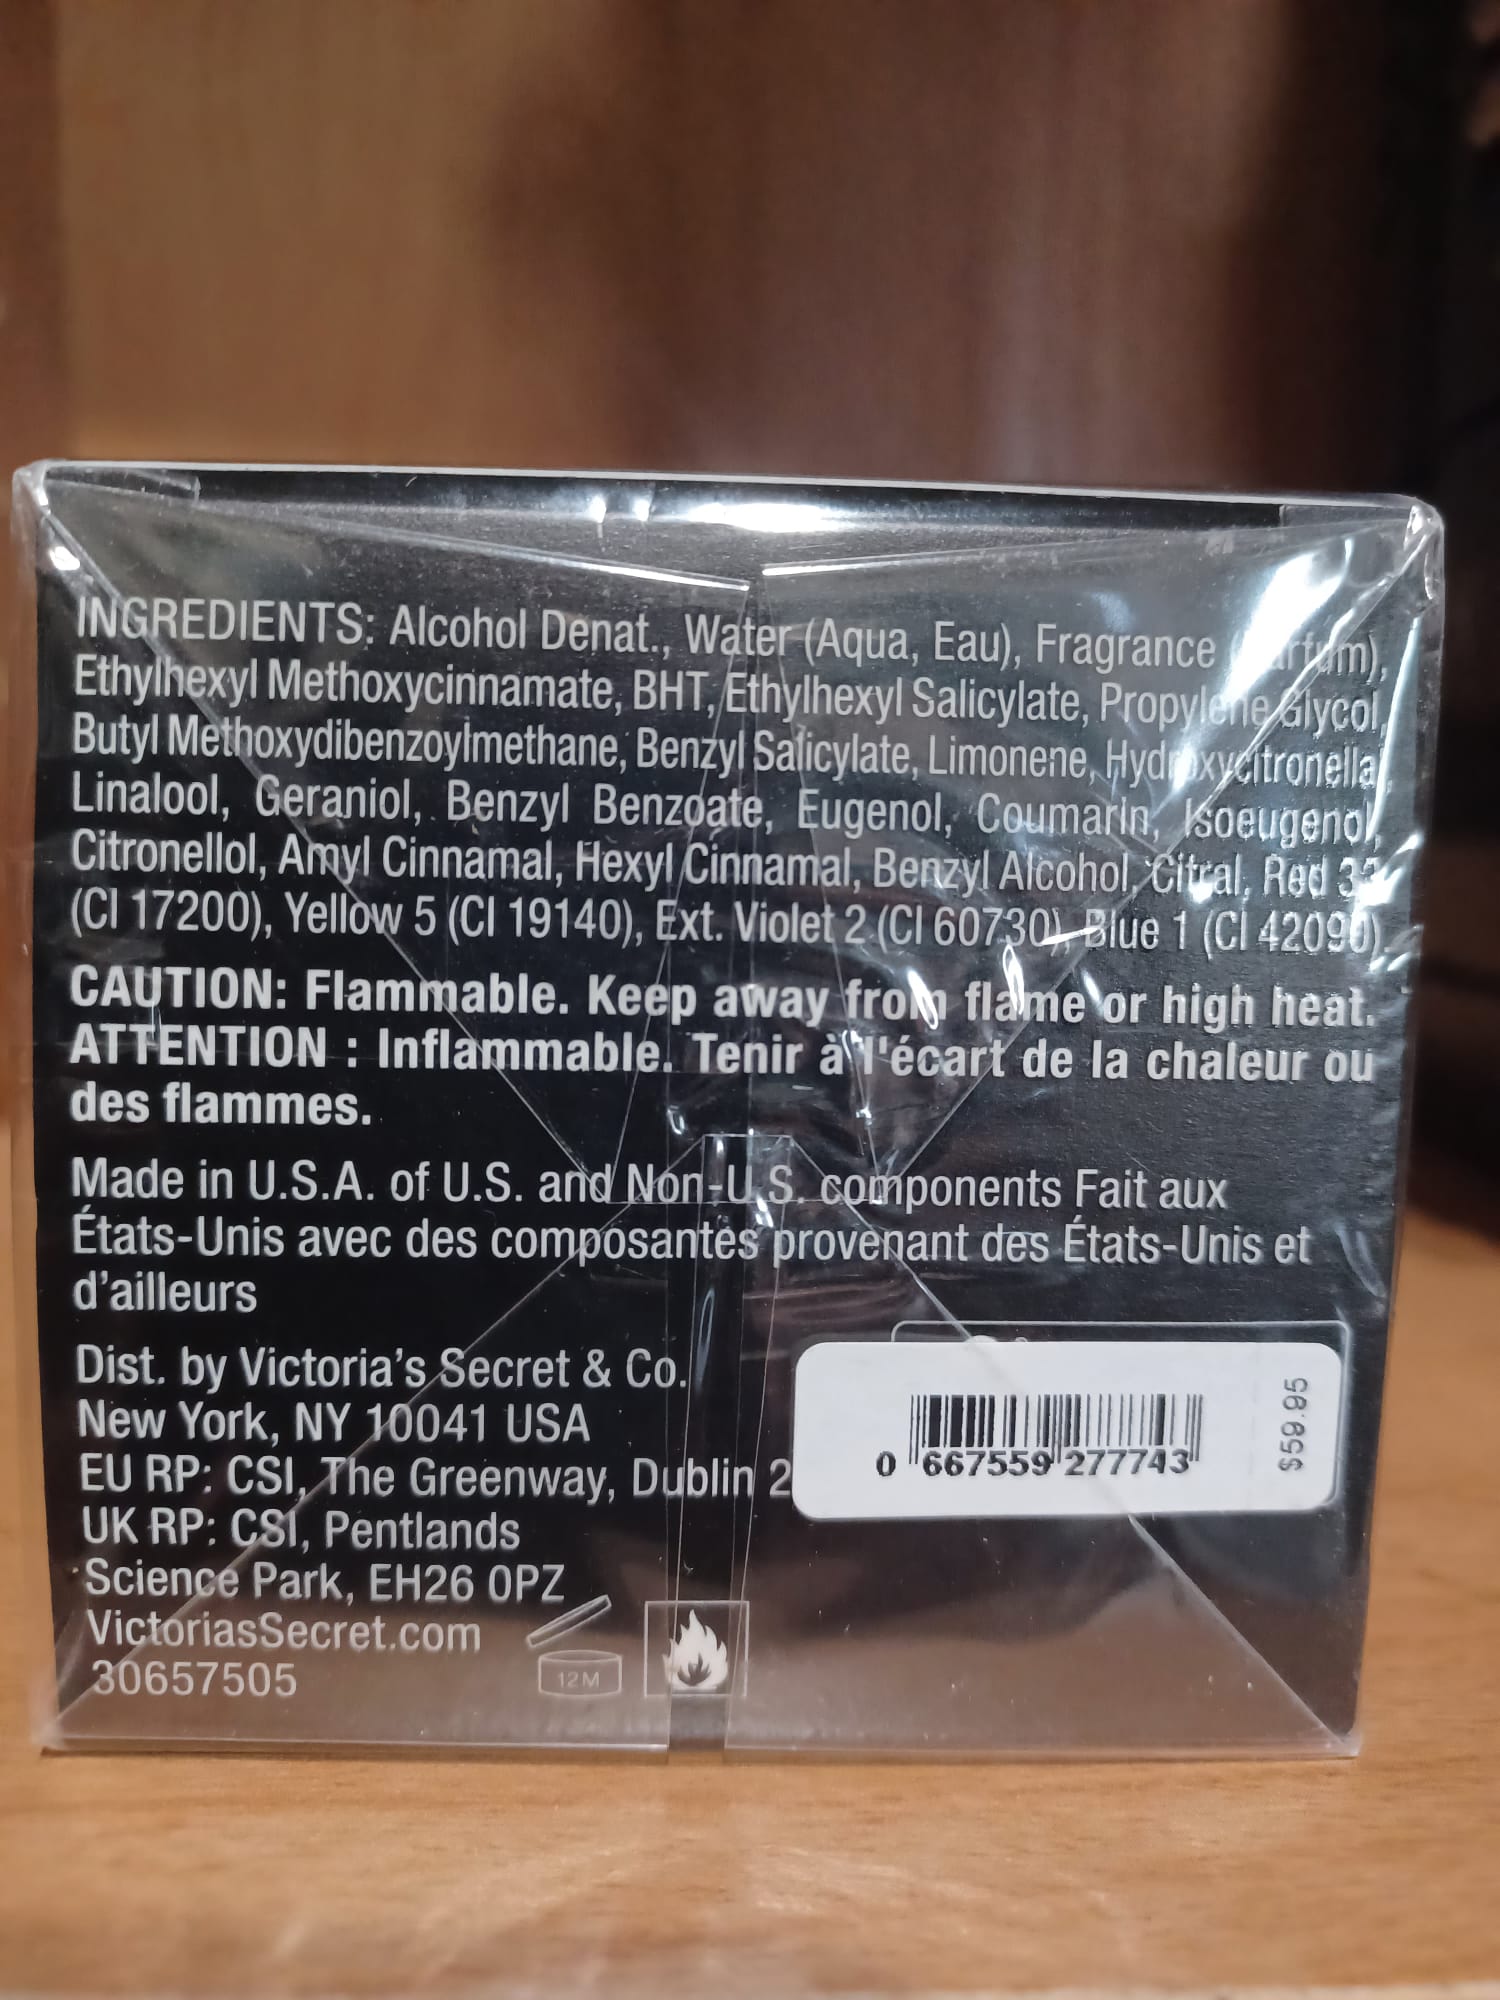 INGREDIENTS: Alcohol Denat., Water (Aqua, Eau), Fragrance (Parfum),
Ethylhexyl Methoxycinnamate, BHT, Ethylhexyl Salicylate, Propylene Glycol,
Butyl Methoxydibenzoylmethane, Benzyl Salicylate, Limonene, Hydroxycitronellal,
Linalool, Geraniol, Benzyl Benzoate, Eugenol, Coumarin, Isoeugenol,
Citronellol, Amyl Cinnamal, Hexyl Cinnamal, Benzyl Alcohol, Citral, Red 33
(CI 17200), Yellow 5 (CI 19140), Ext. Violet 2 (CI 60730), Blue 1 (CI 42090).
CAUTION: Flammable. Keep away from flame or high heat.
ATTENTION : Inflammable. Tenir à l'écart de la chaleur ou
des flammes.
Made in U.S.A. of U.S. and Non-U.S. components Fait aux
États-Unis avec des composantes provenant des États-Unis et
d'ailleurs
Dist. by Victoria's Secret & Co.
New York, NY 10041 USA
EU RP: CSI, The Greenway, Dublin 2
UK RP: CSI, Pentlands
Science Park, EH26 0PZ
VictoriasSecret.com
30657505
12M
0 667559 277743
$59.95